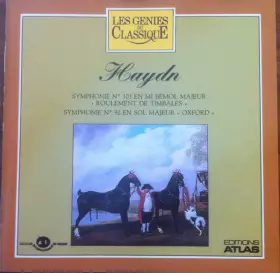 LES GENIES
DU
CLASSIQUE
Haydn
SYMPHONIE N° 103 EN MI BEMOL MAJEUR
« ROULEMENT DE TIMBALES »
SYMPHONIE N° 92 EN SOL MAJEUR « OXFORD »
EDITIONS
ATLAS